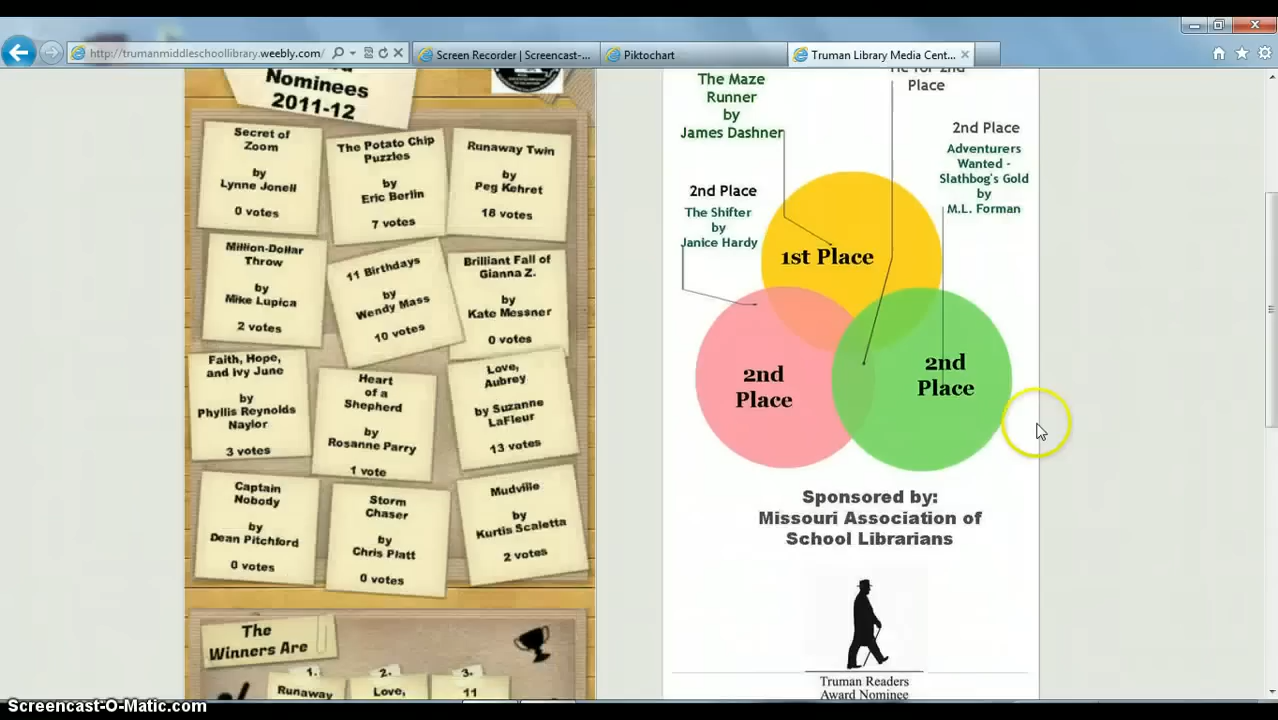 http://trumanmiddleschoollibrary.weebly.com/
Screen Recorder | Screencast-...
Piktochart
Truman Library Media Cent...
Nominees
2011-12
Secret of
Zoom
by
Lynne Jonell
0 votes
The Potato Chip
Puzzles
by
Eric Berlin
7 votes
Runaway Twin
by
Peg Kehret
18 votes
Million-Dollar
Throw
by
Mike Lupica
2 votes
11 Birthdays
by
Wendy Mass
10 votes
Brilliant Fall of
Gianna Z.
by
Kate Messner
0 votes
Faith, Hope,
and Ivy June
by
Phyllis Reynolds
Naylor
3 votes
Heart
of a
Shepherd
by
Rosanne Parry
1 vote
Love,
Aubrey
by Suzanne
LaFleur
13 votes
Captain
Nobody
by
Dean Pitchford
0 votes
Storm
Chaser
by
Chris Platt
0 votes
Mudville
by
Kurtis Scaletta
2 votes
The
Winners Are
1.
Runaway
2.
Love,
3.
11
The Maze
Runner
by
James Dashner
for 2nd
Place
2nd Place
Adventurers
Wanted -
Slathbog's Gold
by
M.L. Forman
2nd Place
The Shifter
by
Janice Hardy
1st Place
2nd
Place
2nd
Place
Sponsored by:
Missouri Association of
School Librarians
Truman Readers
Award Nominee
Screencast-O-Matic.com